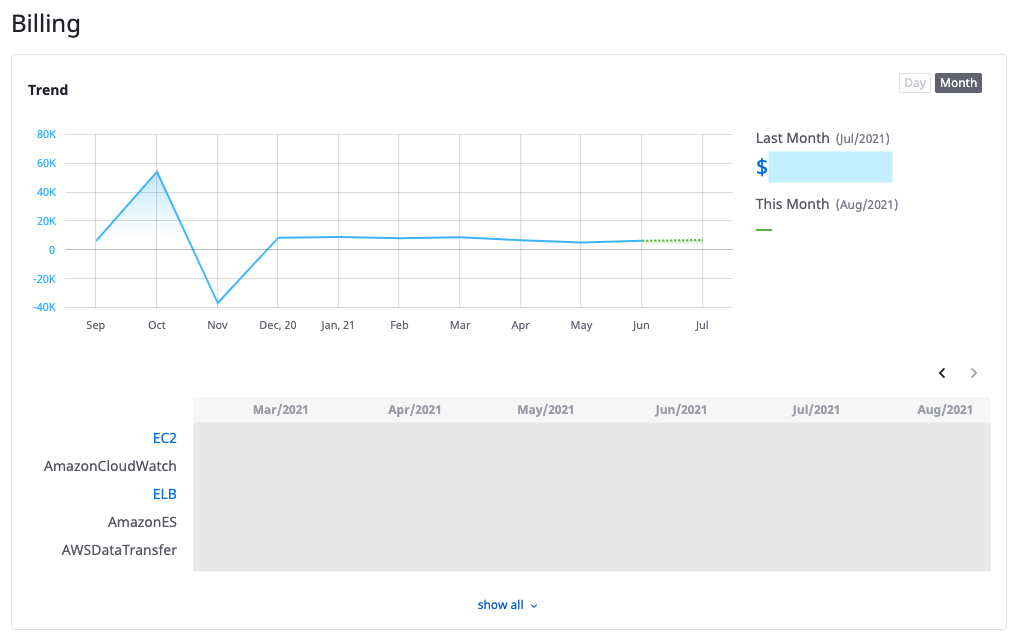 Billing
Trend
Day Month
80K
60K
40K
20K
0
-20K
-40K
Sep Oct Nov Dec, 20 Jan, 21 Feb Mar Apr May Jun Jul
Last Month (Jul/2021)
$
This Month (Aug/2021)
Mar/2021 Apr/2021 May/2021 Jun/2021 Jul/2021 Aug/2021
EC2
AmazonCloudWatch
ELB
AmazonES
AWSDataTransfer
show all